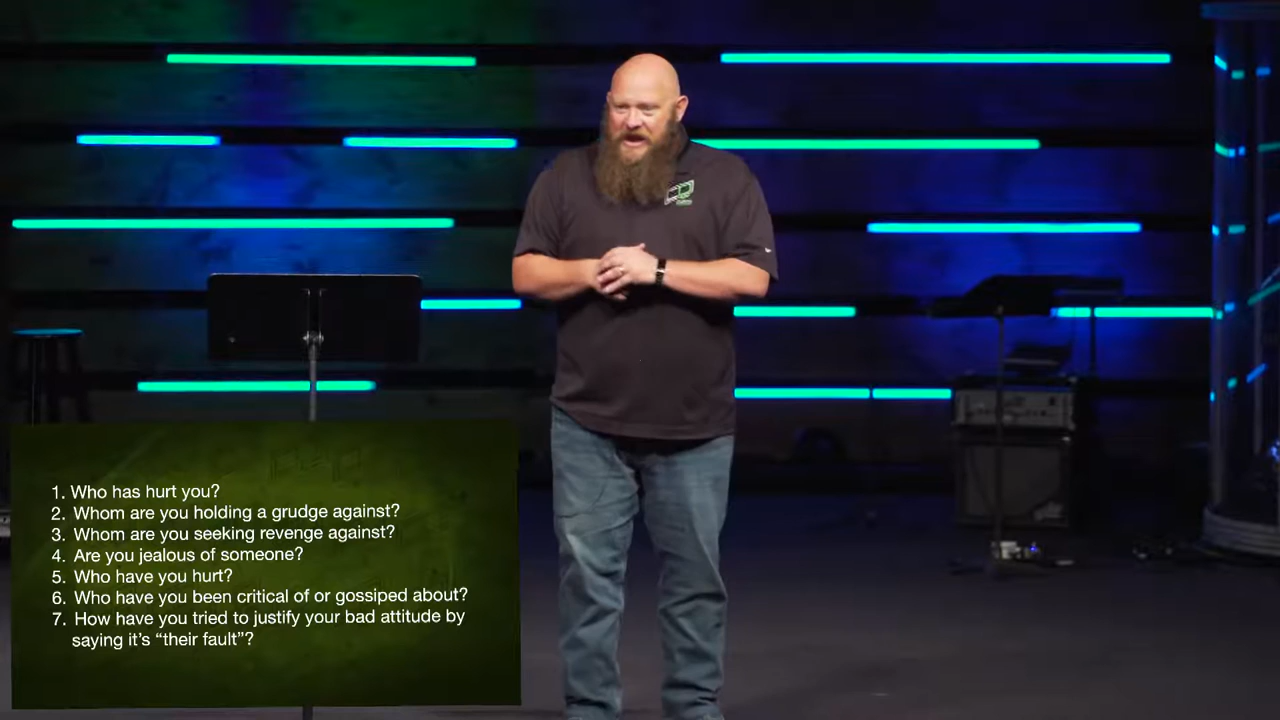 1. Who has hurt you?
2. Whom are you holding a grudge against?
3. Whom are you seeking revenge against?
4. Are you jealous of someone?
5. Who have you hurt?
6. Who have you been critical of or gossiped about?
7. How have you tried to justify your bad attitude by
saying it's “their fault”?